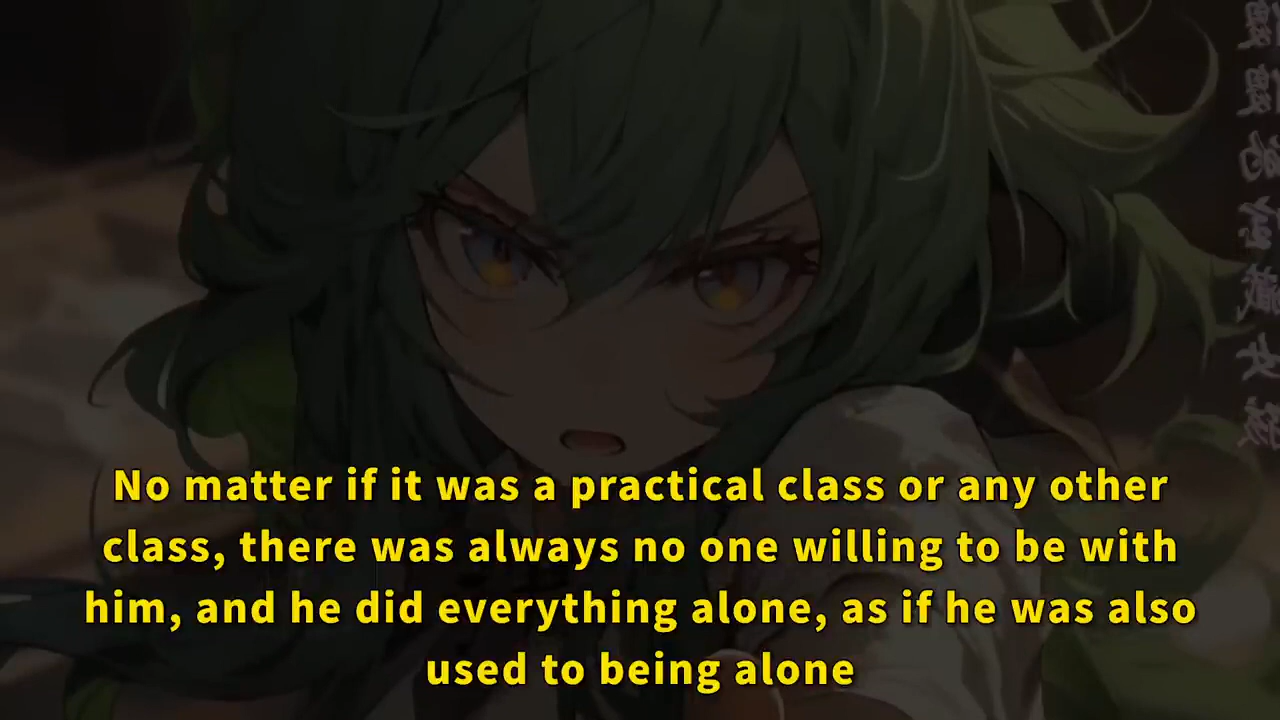 No matter if it was a practical class or any other
class, there was always no one willing to be with
him, and he did everything alone, as if he was also
used to being alone